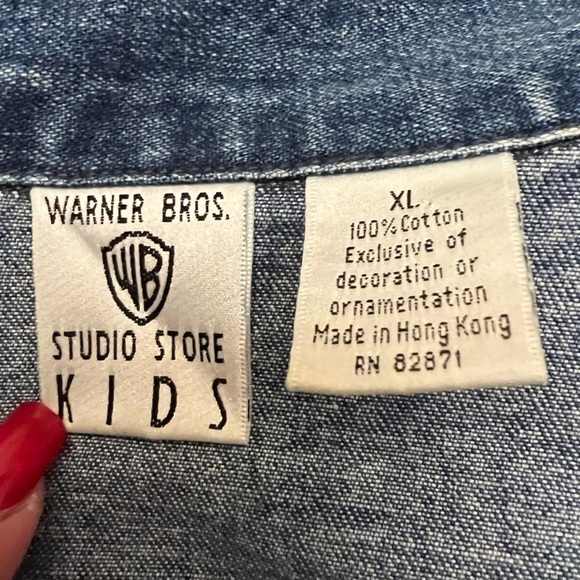 WARNER BROS.
WB
STUDIO STORE
KIDS
XL
100% Cotton
Exclusive of
decoration or
ornamentation
Made in Hong Kong
RN 82871